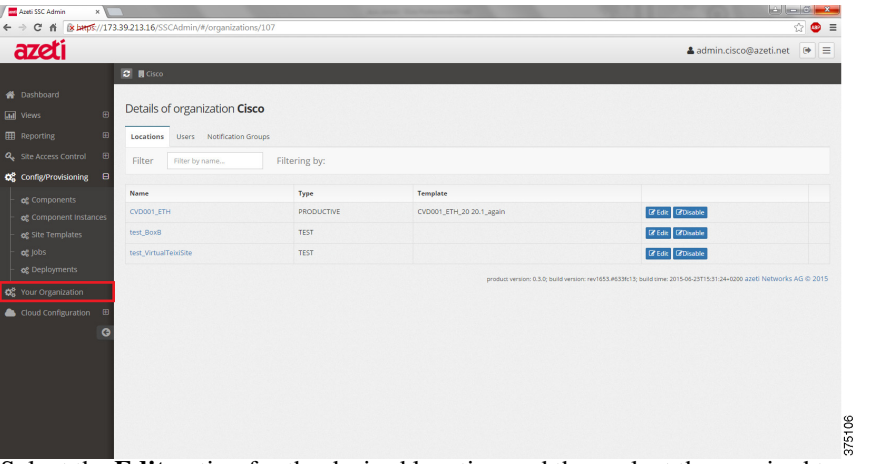 Azeti SSC Admin
https://173.39.213.16/SSCAdmin/#/organizations/107
azeti
admin.cisco@azeti.net
Cisco
Dashboard
Views
Reporting
Site Access Control
Config/Provisioning
Components
Component Instances
Site Templates
Jobs
Deployments
Your Organization
Cloud Configuration
Details of organization Cisco
Locations Users Notification Groups
Filter Filter by name... Filtering by:
Name Type Template
CVD001_ETH PRODUCTIVE CVD001_ETH_20 20.1_again Edit Disable
test_BoxB TEST Edit Disable
test_VirtualTeixiSite TEST Edit Disable
product version: 0.3.0; build version: rev1653.#633fc13; build time: 2015-06-23T15:31:24+0200 azeti Networks AG © 2015
375106